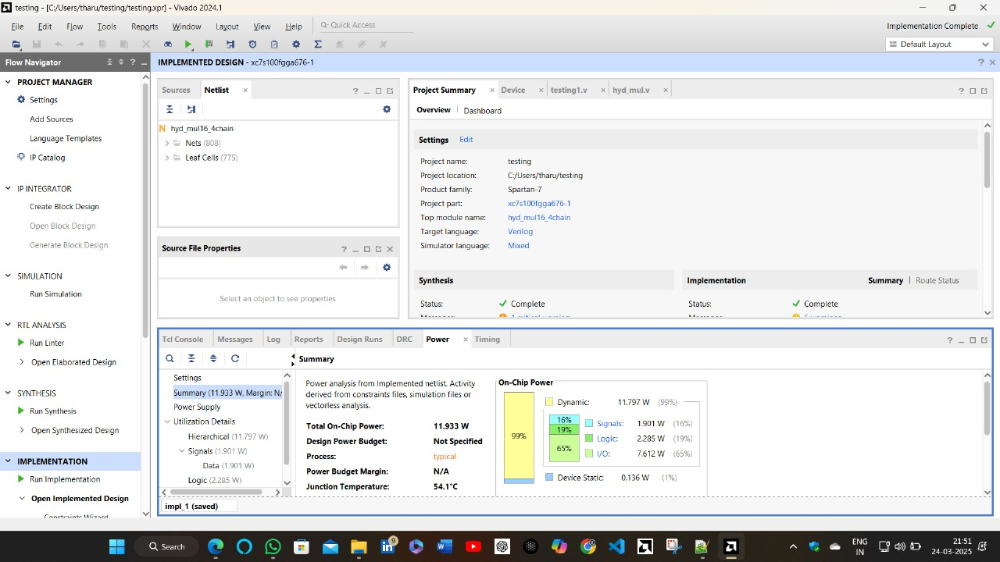 testing - [C:/Users/tharu/testing/testing.xpr] - Vivado 2024.1
File Edit Flow Tools Reports Window Layout View Help Quick Access
Implementation Complete
Default Layout
Flow Navigator
IMPLEMENTED DESIGN - xc7s100fgga676-1
PROJECT MANAGER
Settings
Add Sources
Language Templates
IP Catalog
IP INTEGRATOR
Create Block Design
Open Block Design
Generate Block Design
SIMULATION
Run Simulation
RTL ANALYSIS
Run Linter
Open Elaborated Design
SYNTHESIS
Run Synthesis
Open Synthesized Design
IMPLEMENTATION
Run Implementation
Open Implemented Design
Constraints Wizard
Sources Netlist
N hyd_mul16_4chain
Nets (808)
Leaf Cells (775)
Source File Properties
Select an object to see properties
Project Summary Device testing1.v hyd_mul.v
Overview Dashboard
Settings Edit
Project name: testing
Project location: C:/Users/tharu/testing
Product family: Spartan-7
Project part: xc7s100fgga676-1
Top module name: hyd_mul16_4chain
Target language: Verilog
Simulator language: Mixed
Synthesis
Status: Complete
Messages: 1 critical warning
Implementation Summary Route Status
Status: Complete
Messages: 5 warnings
Tcl Console Messages Log Reports Design Runs DRC Power Timing
Settings
Summary (11.933 W, Margin: N/
Power Supply
Utilization Details
Hierarchical (11.797 W)
Signals (1.901 W)
Data (1.901 W)
Logic (2.285 W)
Summary
Power analysis from Implemented netlist. Activity
derived from constraints files, simulation files or
vectorless analysis.
Total On-Chip Power: 11.933 W
Design Power Budget: Not Specified
Process: typical
Power Budget Margin: N/A
Junction Temperature: 54.1°C
On-Chip Power
99%
Dynamic: 11.797 W (99%)
16% Signals: 1.901 W (16%)
19% Logic: 2.285 W (19%)
65% I/O: 7.612 W (65%)
Device Static: 0.136 W (1%)
impl_1 (saved)
Search
9
ENG
IN
21:51
24-03-2025